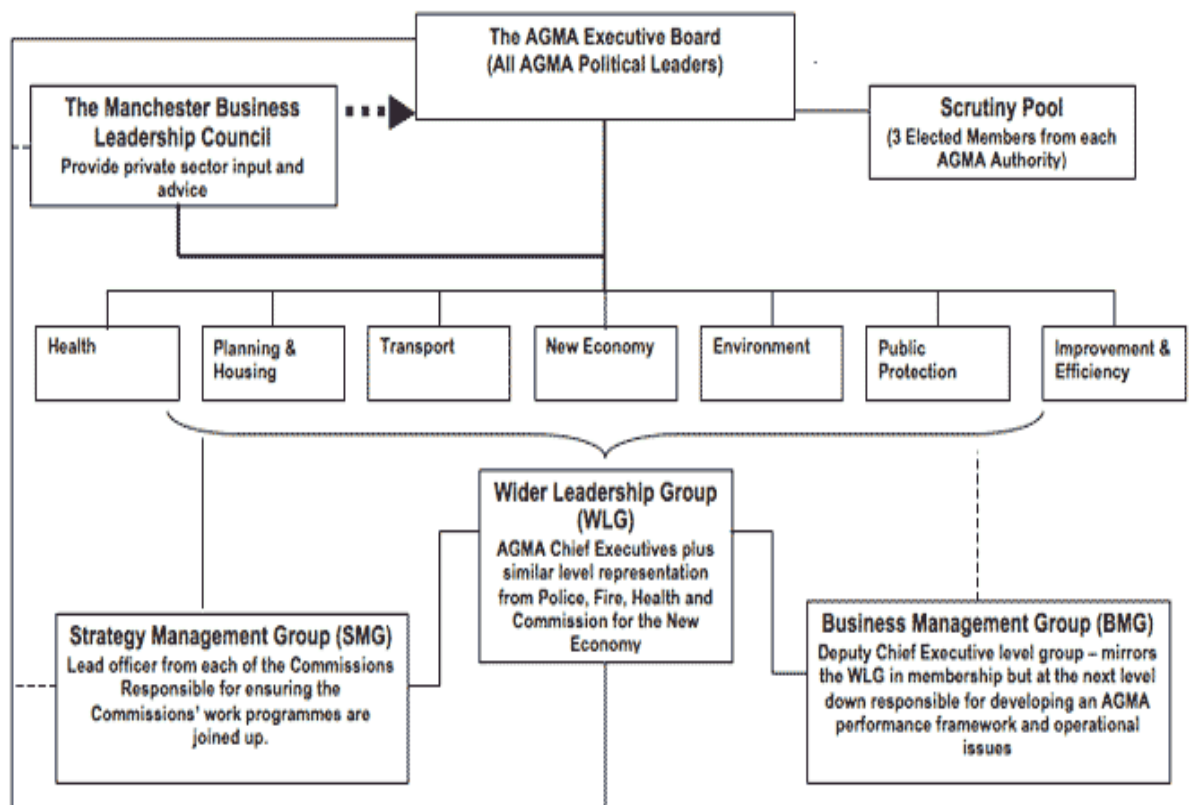 The AGMA Executive Board
(All AGMA Political Leaders)
The Manchester Business
Leadership Council
Provide private sector input and
advice
Scrutiny Pool
(3 Elected Members from each
AGMA Authority)
Health
Planning &
Housing
Transport
New Economy
Environment
Public
Protection
Improvement &
Efficiency
Wider Leadership Group
(WLG)
AGMA Chief Executives plus
similar level representation
from Police, Fire, Health and
Commission for the New
Economy
Strategy Management Group (SMG)
Lead officer from each of the Commissions
Responsible for ensuring the
Commissions' work programmes are
joined up.
Business Management Group (BMG)
Deputy Chief Executive level group – mirrors
the WLG in membership but at the next level
down responsible for developing an AGMA
performance framework and operational
issues